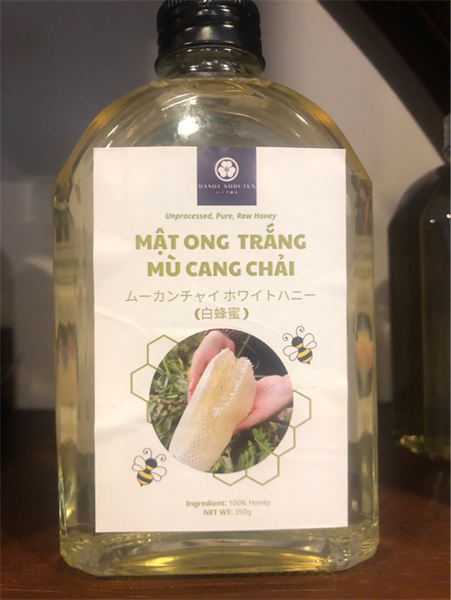 HANOI SHOUTEN
Unprocessed, Pure, Raw Honey
MẬT ONG TRẮNG
MÙ CANG CHẢI
ムーカンチャイ ホワイトハニー
(白蜂蜜)
Ingredient: 100% Honey
NET WT: 350g